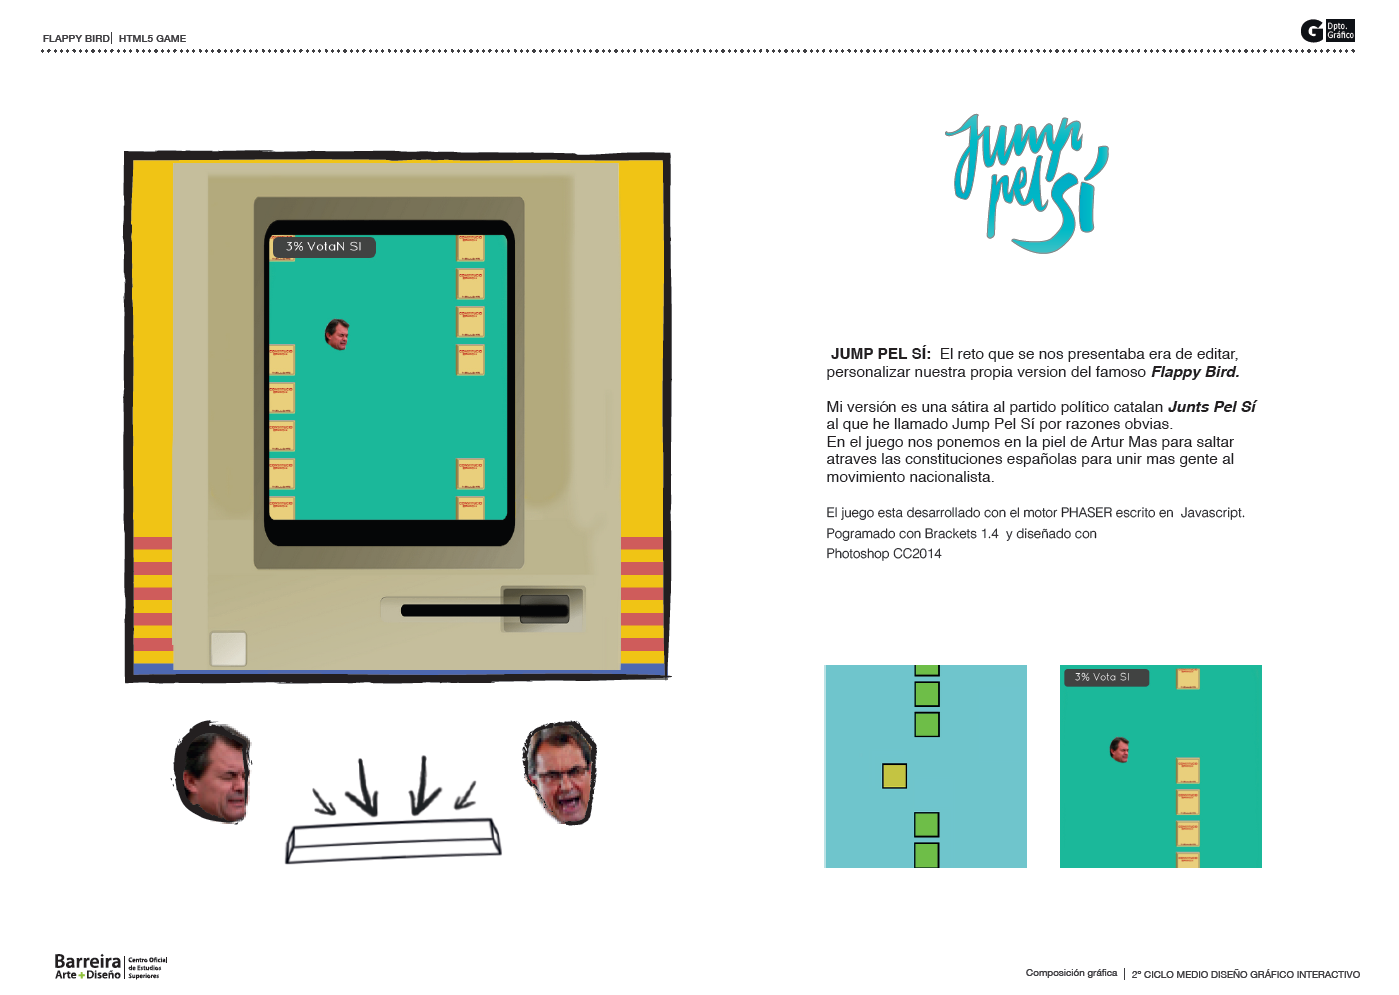 FLAPPY BIRD| HTML5 GAME
G Dpto. Gráfico
Jump
pel SÍ
3% VotaN SI
JUMP PEL SÍ: El reto que se nos presentaba era de editar,
personalizar nuestra propia version del famoso Flappy Bird.
Mi versión es una sátira al partido político catalan Junts Pel Sí
al que he llamado Jump Pel Sí por razones obvias.
En el juego nos ponemos en la piel de Artur Mas para saltar
atraves las constituciones españolas para unir mas gente al
movimiento nacionalista.
El juego esta desarrollado con el motor PHASER escrito en Javascript.
Pogramado con Brackets 1.4 y diseñado con
Photoshop CC2014
3% Vota SI
Barreira
Arte + Diseño
Centro Oficial
de Estudios
Superiores
Composición gráfica | 2º CICLO MEDIO DISEÑO GRÁFICO INTERACTIVO